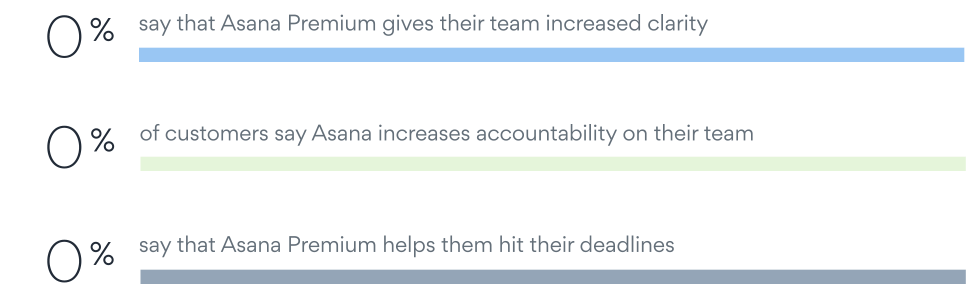 0% say that Asana Premium gives their team increased clarity
0% of customers say Asana increases accountability on their team
0% say that Asana Premium helps them hit their deadlines